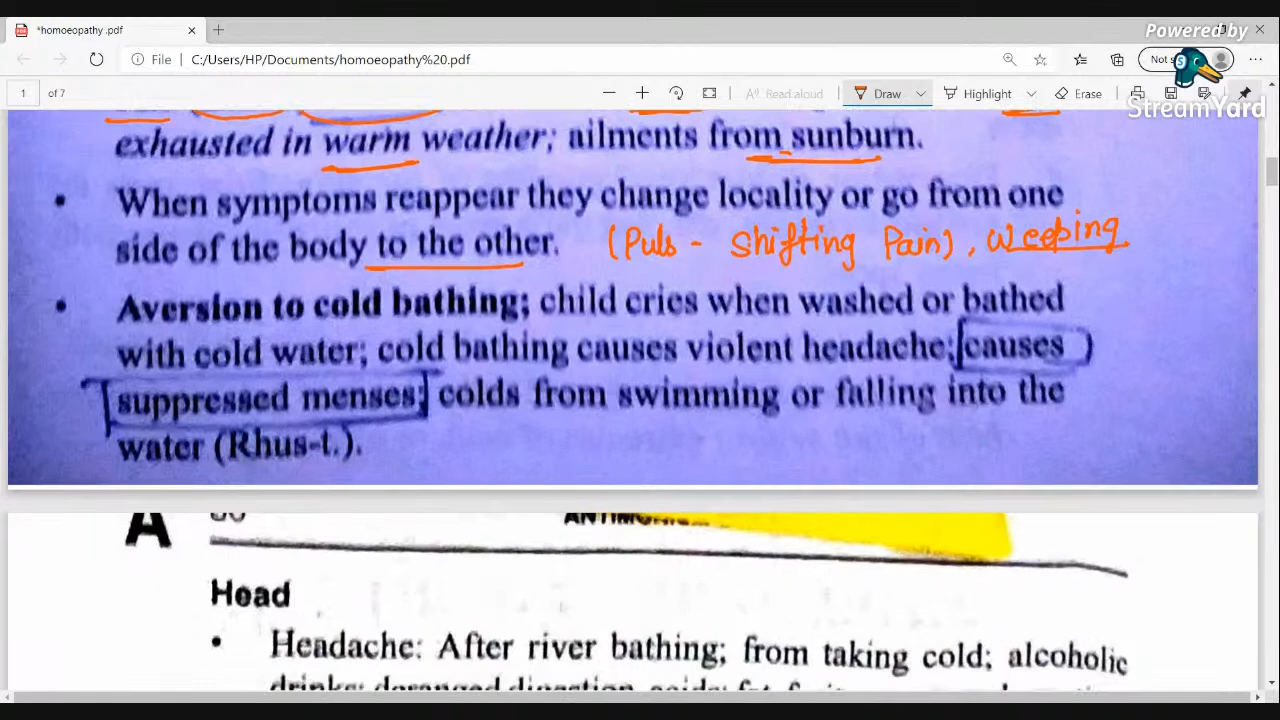 *homoeopathy .pdf
Powered by
File
C:/Users/HP/Documents/homoeopathy%20.pdf
Not s
StreamYard
1 of 7
Read aloud
Draw
Highlight
Erase
exhausted in warm weather; ailments from sunburn.
• When symptoms reappear they change locality or go from one
side of the body to the other. (Puls - Shifting Pain), Weeping
• Aversion to cold bathing; child cries when washed or bathed
with cold water; cold bathing causes violent headache; causes
suppressed menses; colds from swimming or falling into the
water (Rhus-t.).
A
Head
• Headache: After river bathing; from taking cold; alcoholic